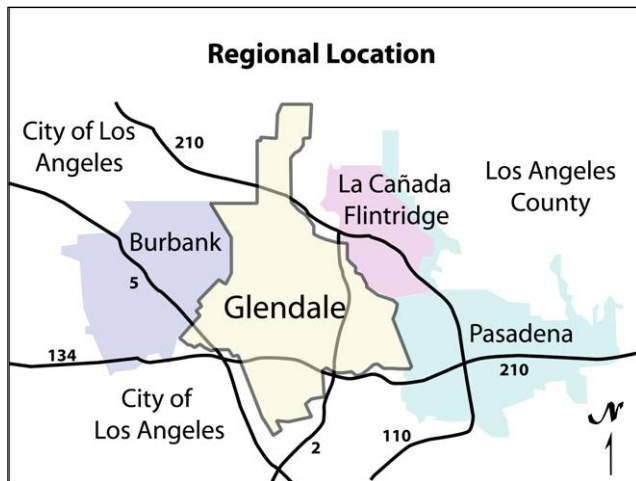 Regional Location
City of Los
Angeles
210
La Cañada
Flintridge
Los Angeles
County
Burbank
5
Glendale
Pasadena
134
210
City of
Los Angeles
2
110
N